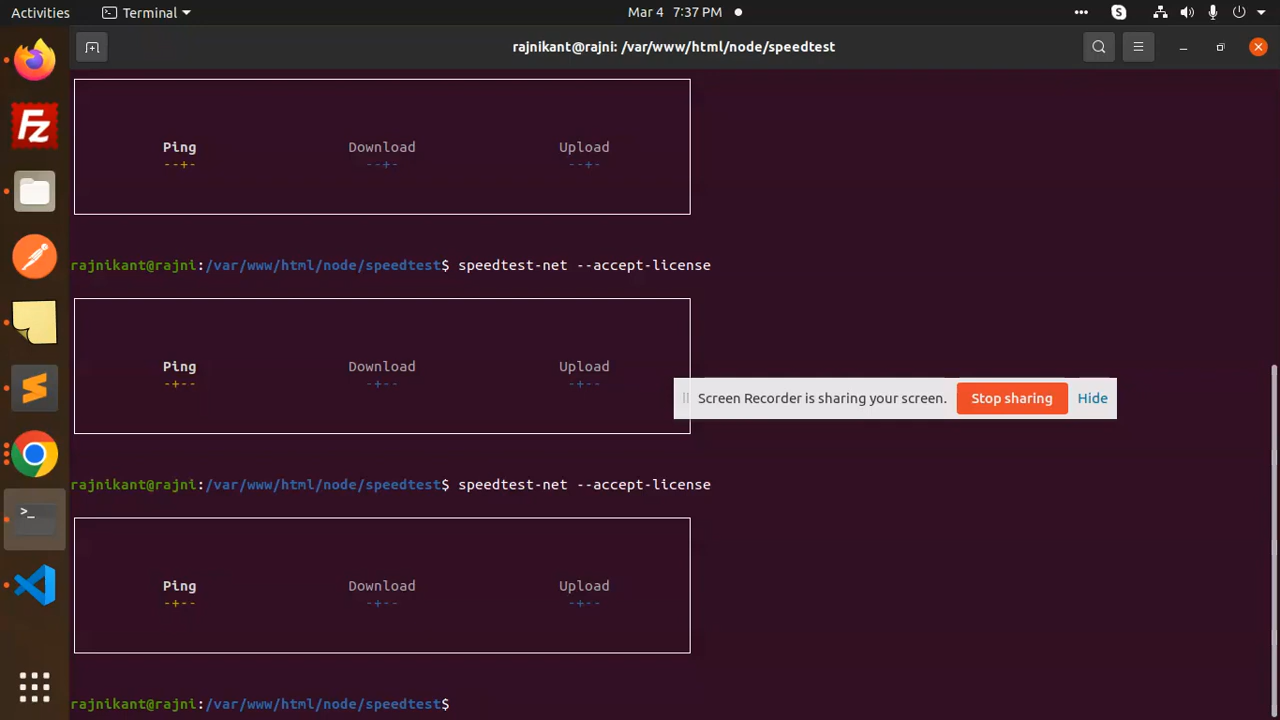 Activities Terminal Mar 4 7:37 PM
rajnikant@rajni: /var/www/html/node/speedtest
Ping Download Upload
--+- --+- --+-
rajnikant@rajni:/var/www/html/node/speedtest$ speedtest-net --accept-license
Ping Download Upload
-+-- -+-- -+--
Screen Recorder is sharing your screen. Stop sharing Hide
rajnikant@rajni:/var/www/html/node/speedtest$ speedtest-net --accept-license
Ping Download Upload
-+-- -+-- -+--
rajnikant@rajni:/var/www/html/node/speedtest$